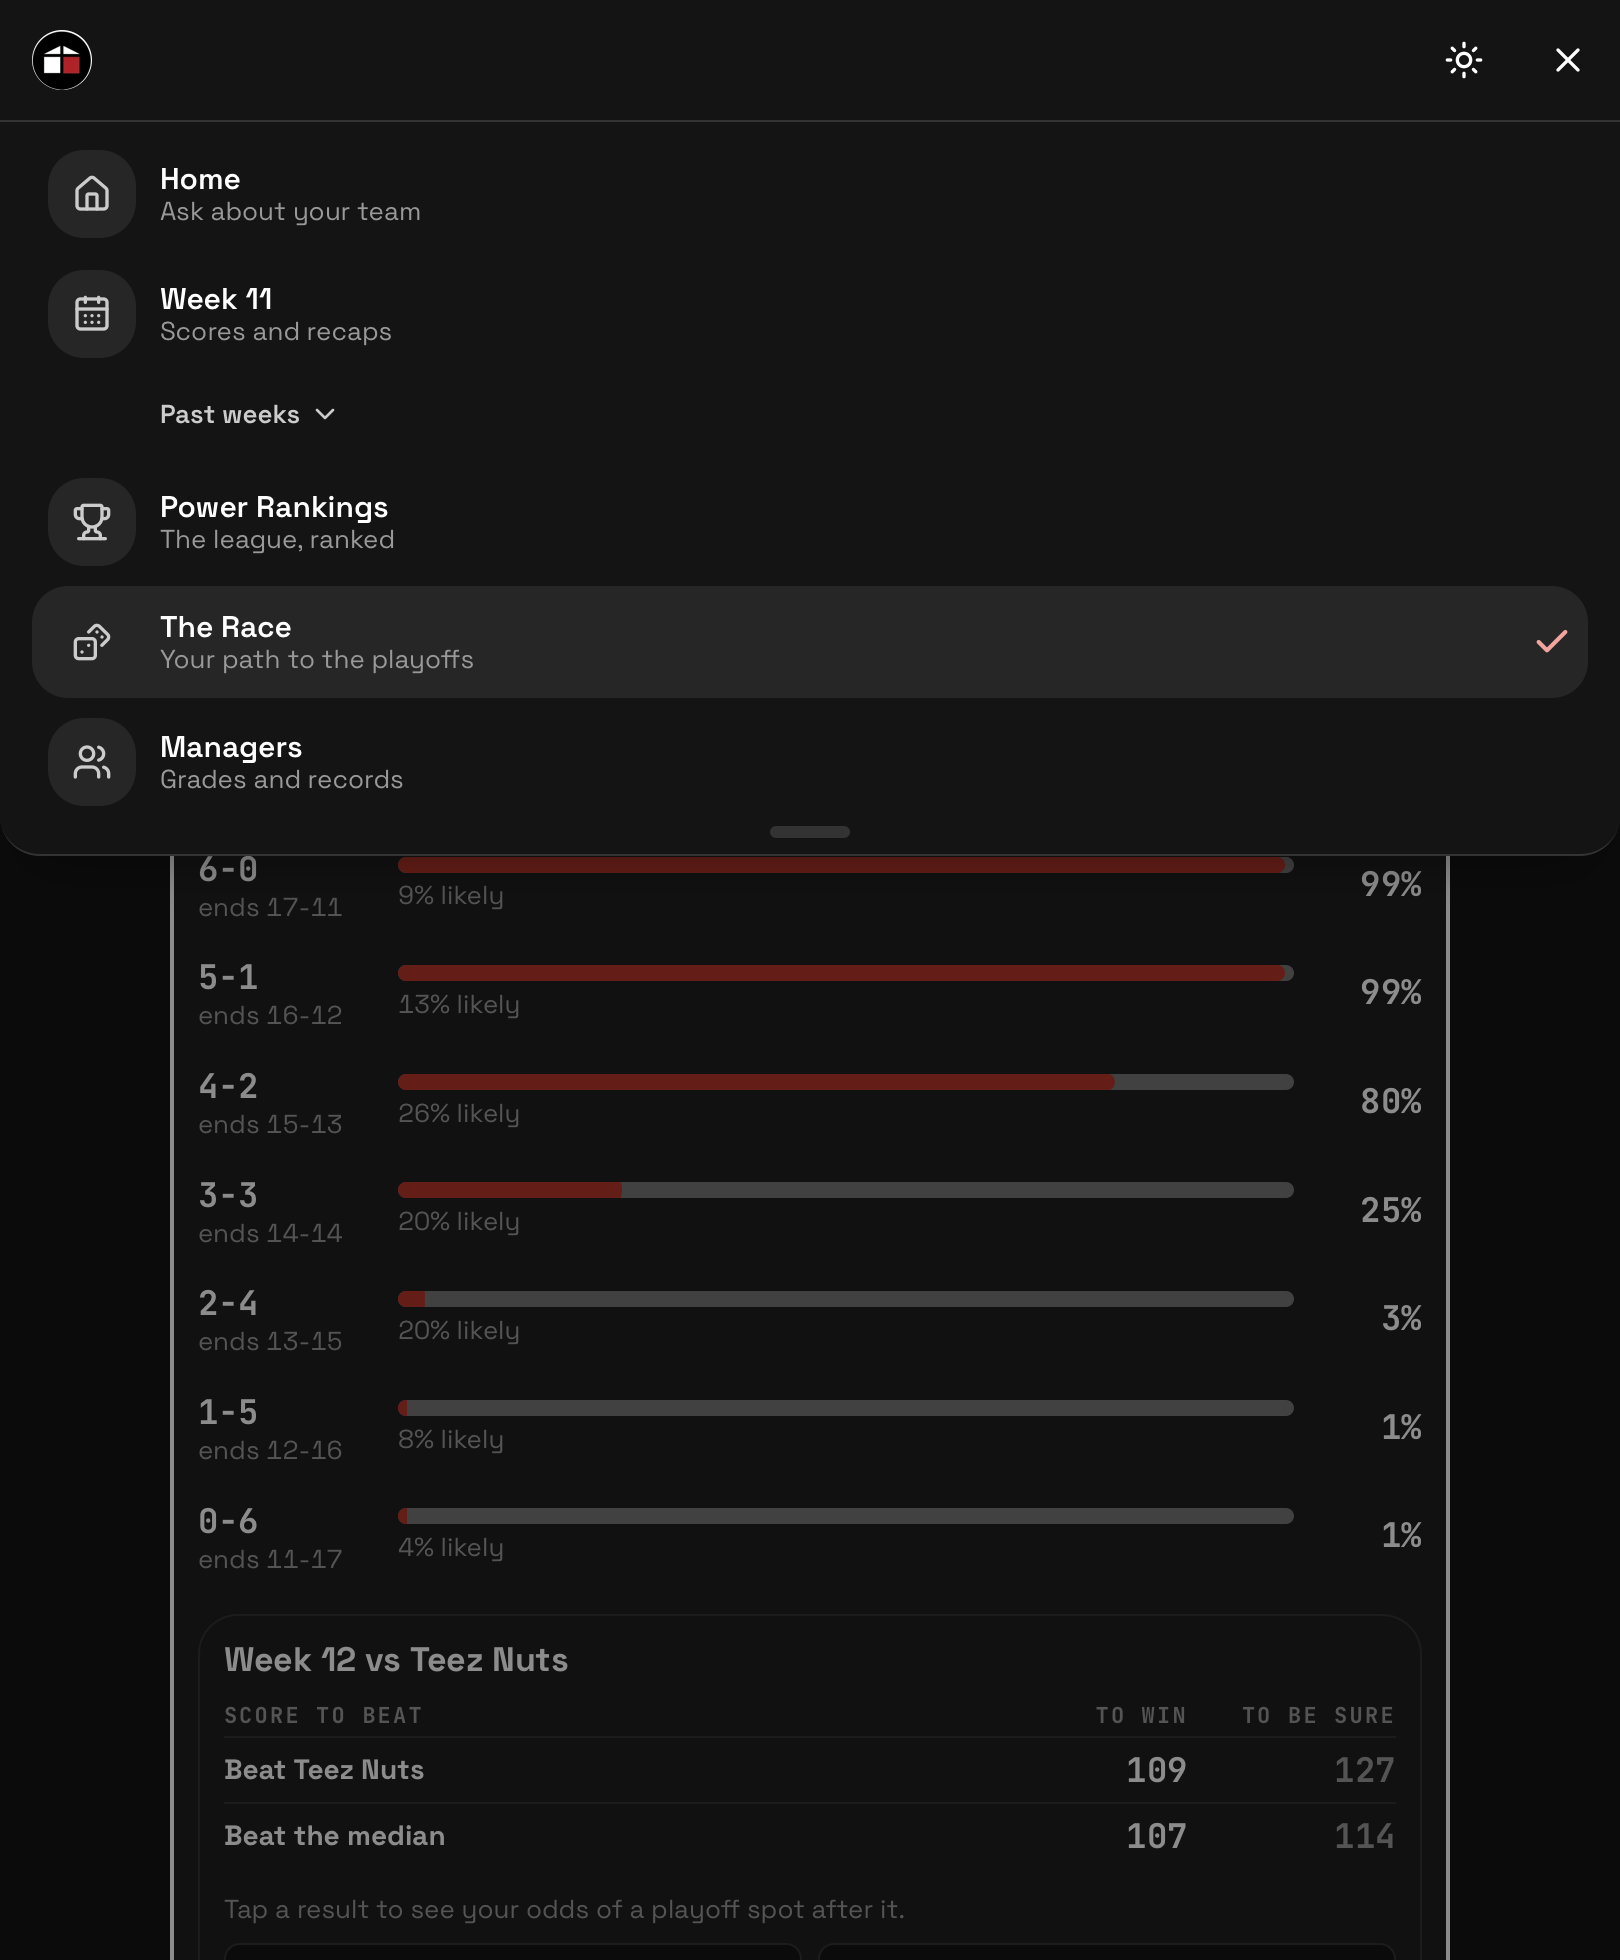 Home
Ask about your team
Week 11
Scores and recaps
Past weeks
Power Rankings
The league, ranked
The Race
Your path to the playoffs
Managers
Grades and records
6-0
9% likely
99%
ends 17-11
5-1
13% likely
99%
ends 16-12
4-2
26% likely
80%
ends 15-13
3-3
20% likely
25%
ends 14-14
2-4
20% likely
3%
ends 13-15
1-5
8% likely
1%
ends 12-16
0-6
4% likely
1%
ends 11-17
Week 12 vs Teez Nuts
SCORE TO BEAT TO WIN TO BE SURE
Beat Teez Nuts 109 127
Beat the median 107 114
Tap a result to see your odds of a playoff spot after it.